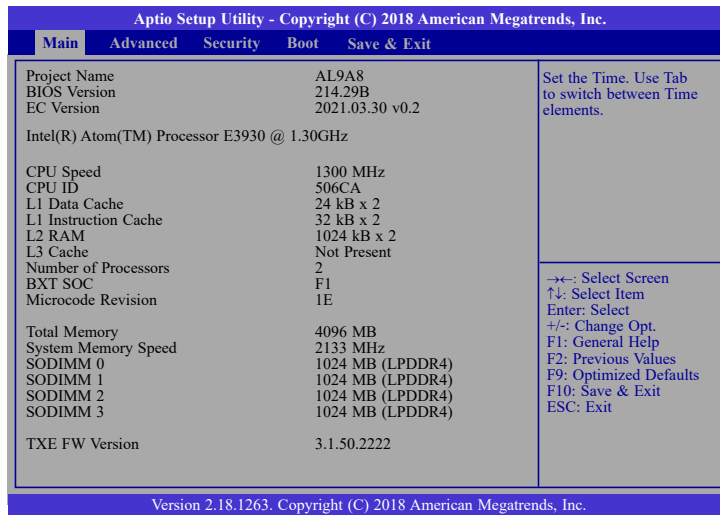 Aptio Setup Utility - Copyright (C) 2018 American Megatrends, Inc.
Main Advanced Security Boot Save & Exit
Project Name AL9A8
BIOS Version 214.29B
EC Version 2021.03.30 v0.2
Intel(R) Atom(TM) Processor E3930 @ 1.30GHz
CPU Speed 1300 MHz
CPU ID 506CA
L1 Data Cache 24 kB x 2
L1 Instruction Cache 32 kB x 2
L2 RAM 1024 kB x 2
L3 Cache Not Present
Number of Processors 2
BXT SOC F1
Microcode Revision 1E
Total Memory 4096 MB
System Memory Speed 2133 MHz
SODIMM 0 1024 MB (LPDDR4)
SODIMM 1 1024 MB (LPDDR4)
SODIMM 2 1024 MB (LPDDR4)
SODIMM 3 1024 MB (LPDDR4)
TXE FW Version 3.1.50.2222
Set the Time. Use Tab
to switch between Time
elements.
→←: Select Screen
↑↓: Select Item
Enter: Select
+/-: Change Opt.
F1: General Help
F2: Previous Values
F9: Optimized Defaults
F10: Save & Exit
ESC: Exit
Version 2.18.1263. Copyright (C) 2018 American Megatrends, Inc.